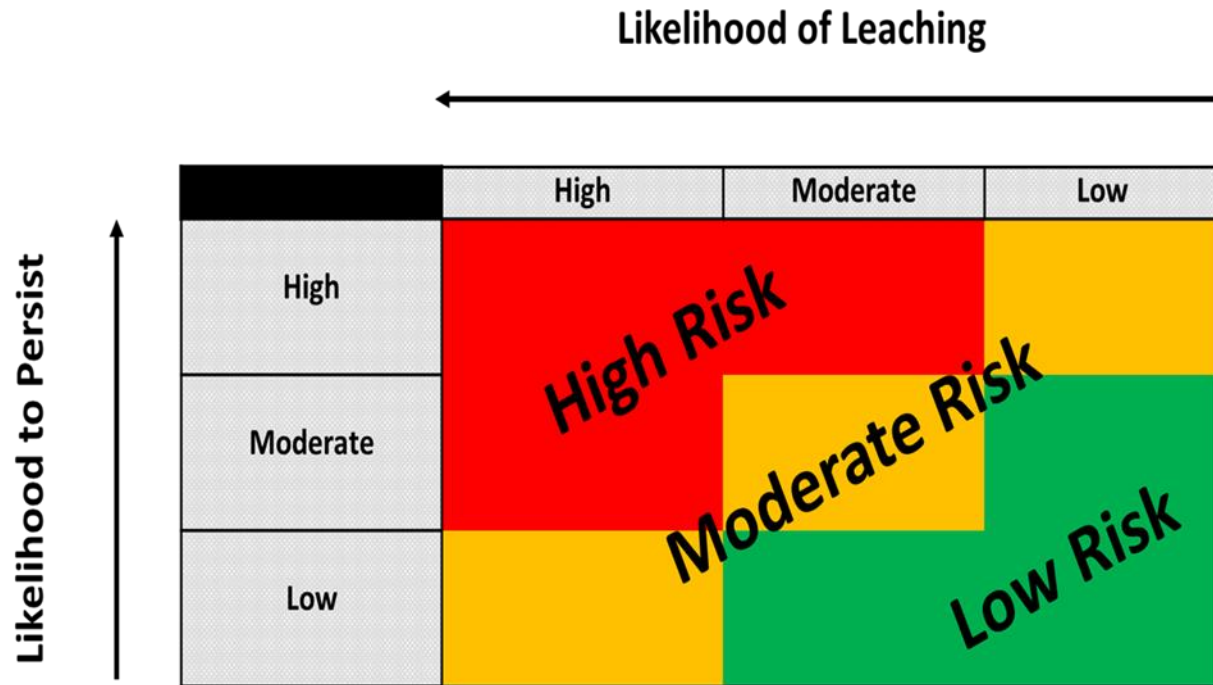 Likelihood of Leaching
High
Moderate
Low
Likelihood to Persist
High
Moderate
Low
High Risk
Moderate Risk
Low Risk